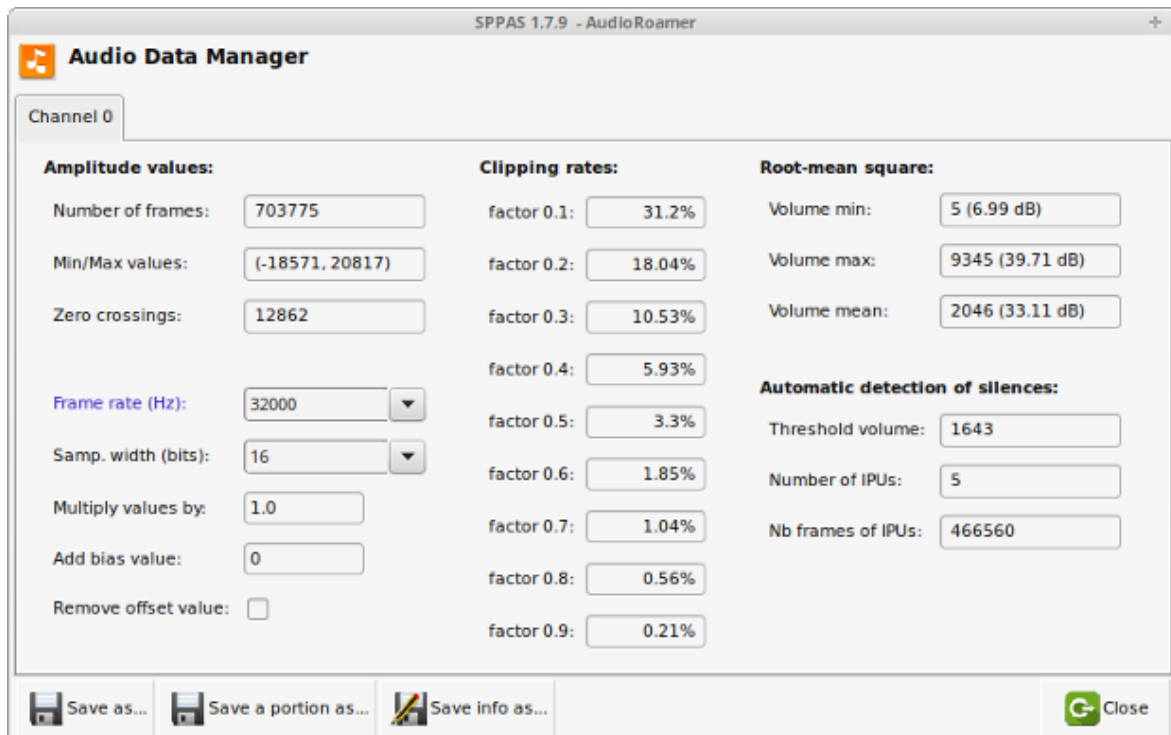 SPPAS 1.7.9 - AudioRoamer
Audio Data Manager
Channel 0
Amplitude values:
Number of frames: 703775
Min/Max values: (-18571, 20817)
Zero crossings: 12862
Frame rate (Hz): 32000
Samp. width (bits): 16
Multiply values by: 1.0
Add bias value: 0
Remove offset value:
Clipping rates:
factor 0.1: 31.2%
factor 0.2: 18.04%
factor 0.3: 10.53%
factor 0.4: 5.93%
factor 0.5: 3.3%
factor 0.6: 1.85%
factor 0.7: 1.04%
factor 0.8: 0.56%
factor 0.9: 0.21%
Root-mean square:
Volume min: 5 (6.99 dB)
Volume max: 9345 (39.71 dB)
Volume mean: 2046 (33.11 dB)
Automatic detection of silences:
Threshold volume: 1643
Number of IPUs: 5
Nb frames of IPUs: 466560
Save as...
Save a portion as...
Save info as...
Close